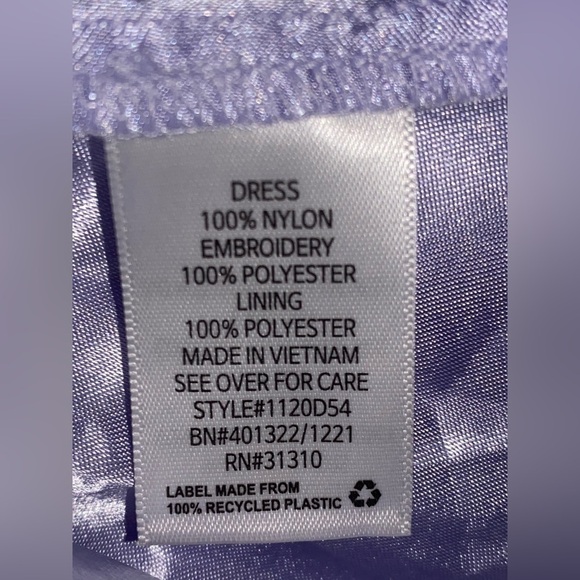 DRESS
100% NYLON
EMBROIDERY
100% POLYESTER
LINING
100% POLYESTER
MADE IN VIETNAM
SEE OVER FOR CARE
STYLE#1120D54
BN#401322/1221
RN#31310
LABEL MADE FROM
100% RECYCLED PLASTIC